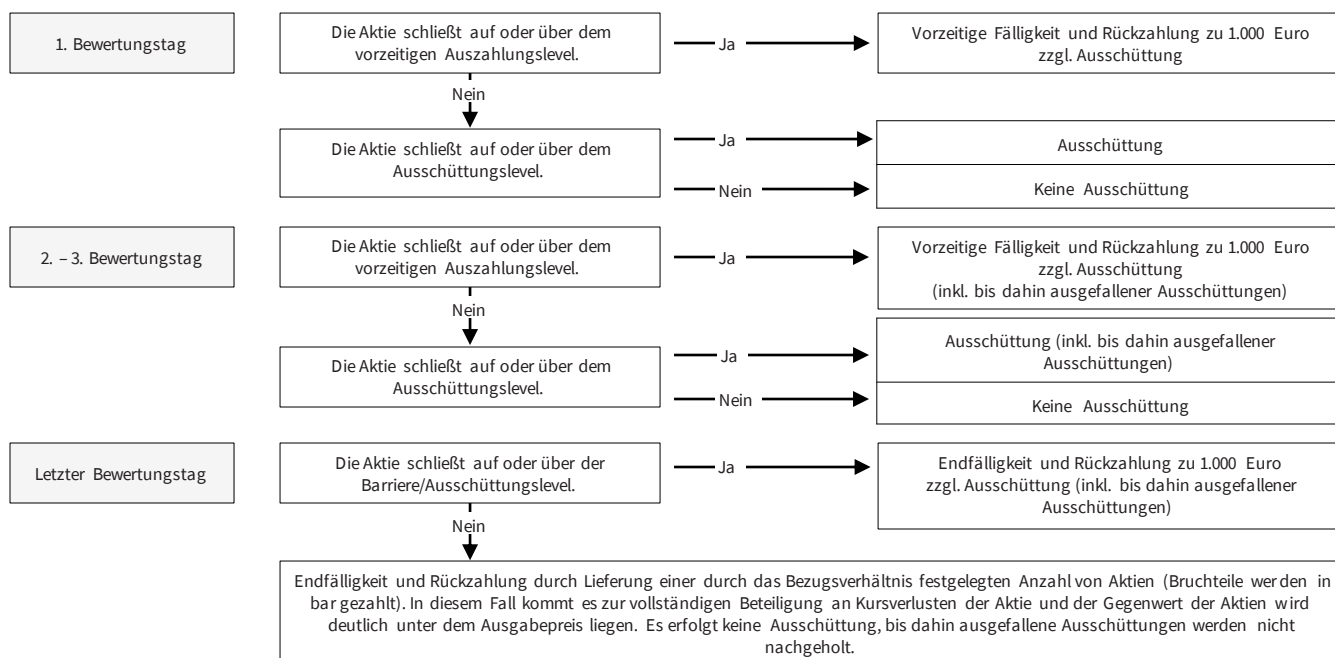 1. Bewertungstag
Die Aktie schließt auf oder über dem
vorzeitigen Auszahlungslevel.
Ja
Vorzeitige Fälligkeit und Rückzahlung zu 1.000 Euro
zzgl. Ausschüttung
Nein
Die Aktie schließt auf oder über dem
Ausschüttungslevel.
Ja
Ausschüttung
Nein
Keine Ausschüttung
2. – 3. Bewertungstag
Die Aktie schließt auf oder über dem
vorzeitigen Auszahlungslevel.
Ja
Vorzeitige Fälligkeit und Rückzahlung zu 1.000 Euro
zzgl. Ausschüttung
(inkl. bis dahin ausgefallener Ausschüttungen)
Nein
Die Aktie schließt auf oder über dem
Ausschüttungslevel.
Ja
Ausschüttung (inkl. bis dahin ausgefallener
Ausschüttungen)
Nein
Keine Ausschüttung
Letzter Bewertungstag
Die Aktie schließt auf oder über der
Barriere/Ausschüttungslevel.
Ja
Endfälligkeit und Rückzahlung zu 1.000 Euro
zzgl. Ausschüttung (inkl. bis dahin ausgefallener
Ausschüttungen)
Nein
Endfälligkeit und Rückzahlung durch Lieferung einer durch das Bezugsverhältnis festgelegten Anzahl von Aktien (Bruchteile werden in
bar gezahlt). In diesem Fall kommt es zur vollständigen Beteiligung an Kursverlusten der Aktie und der Gegenwert der Aktien wird
deutlich unter dem Ausgabepreis liegen. Es erfolgt keine Ausschüttung, bis dahin ausgefallene Ausschüttungen werden nicht
nachgeholt.